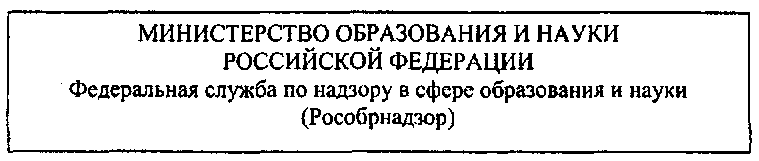 МИНИСТЕРСТВО ОБРАЗОВАНИЯ И НАУКИ
РОССИЙСКОЙ ФЕДЕРАЦИИ
Федеральная служба по надзору в сфере образования и науки
(Рособрнадзор)